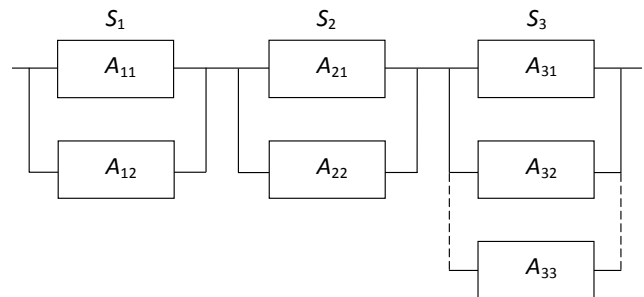 S₁ S₂ S₃
A₁₁ A₂₁ A₃₁
A₁₂ A₂₂ A₃₂
A₃₃